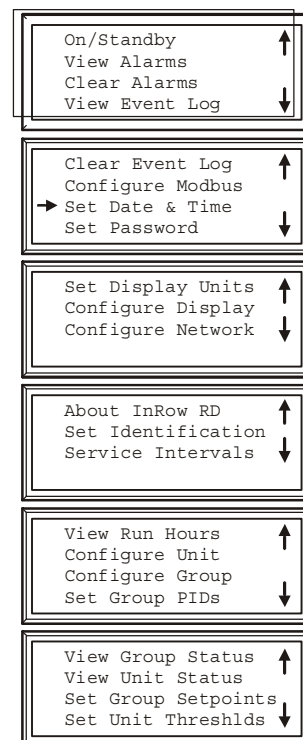 On/Standby
View Alarms
Clear Alarms
View Event Log
Clear Event Log
Configure Modbus
Set Date & Time
Set Password
Set Display Units
Configure Display
Configure Network
About InRow RD
Set Identification
Service Intervals
View Run Hours
Configure Unit
Configure Group
Set Group PIDs
View Group Status
View Unit Status
Set Group Setpoints
Set Unit Threshlds